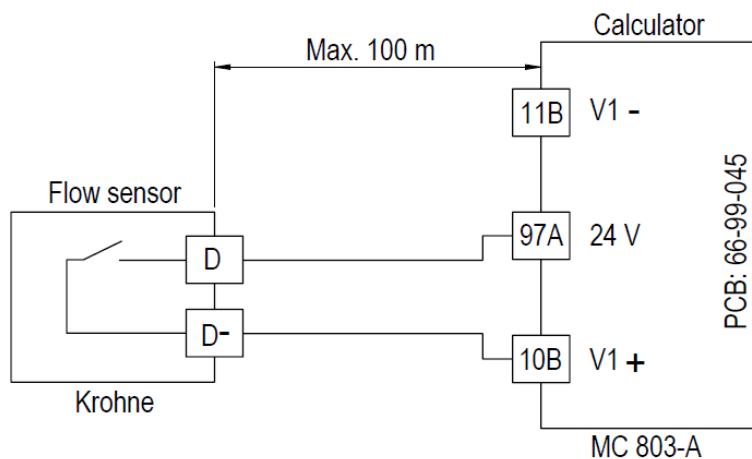 Calculator
Max. 100 m
11B V1 -
Flow sensor
D
97A 24 V
PCB: 66-99-045
D-
10B V1 +
Krohne
MC 803-A